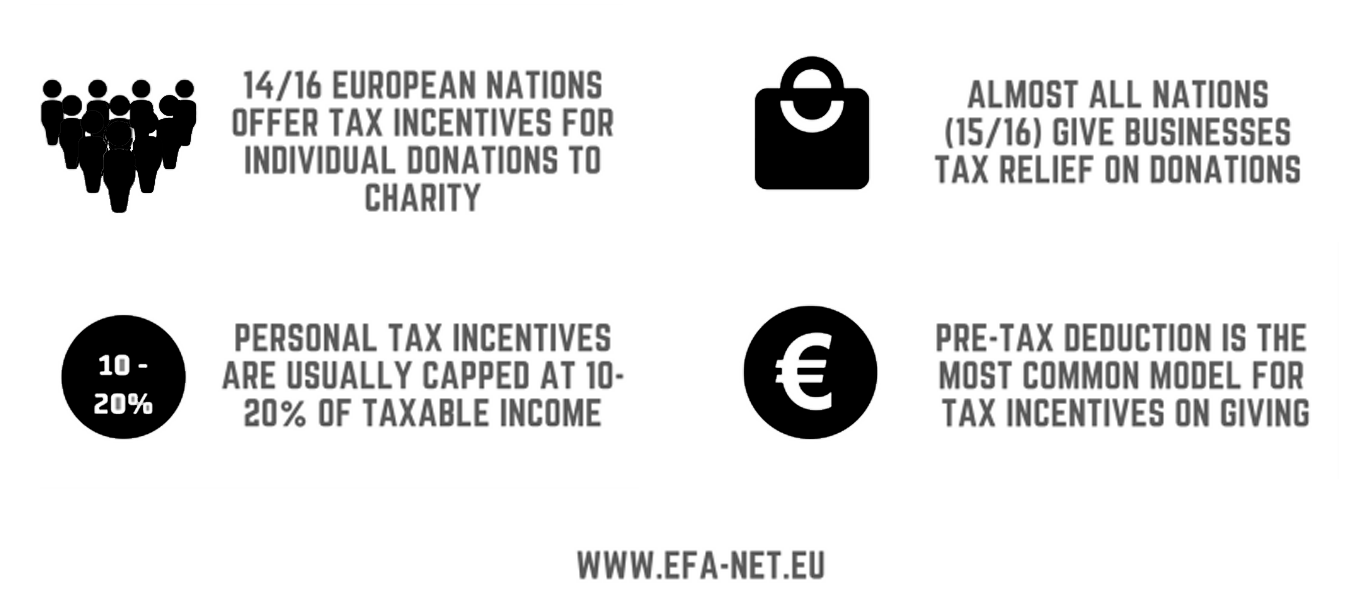 14/16 EUROPEAN NATIONS
OFFER TAX INCENTIVES FOR
INDIVIDUAL DONATIONS TO
CHARITY
ALMOST ALL NATIONS
(15/16) GIVE BUSINESSES
TAX RELIEF ON DONATIONS
10 -
20%
PERSONAL TAX INCENTIVES
ARE USUALLY CAPPED AT 10-
20% OF TAXABLE INCOME
€
PRE-TAX DEDUCTION IS THE
MOST COMMON MODEL FOR
TAX INCENTIVES ON GIVING
WWW.EFA-NET.EU